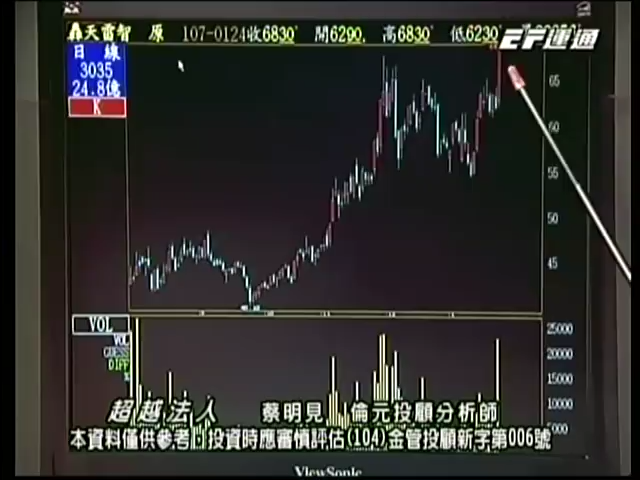 天雷智 原 107-0124收6830 開6290. 高6830 低6230
EF運通
日線
3035
24.8億
K
65
60
55
50
45
VOL
VOL
GUESS
DIFF
25000
20000
15000
10000
5000
超越法人 蔡明見 倫元投顧分析師
本資料僅供參考!投資時應審慎評估(104)金管投顧新字第006號
ViewSonic